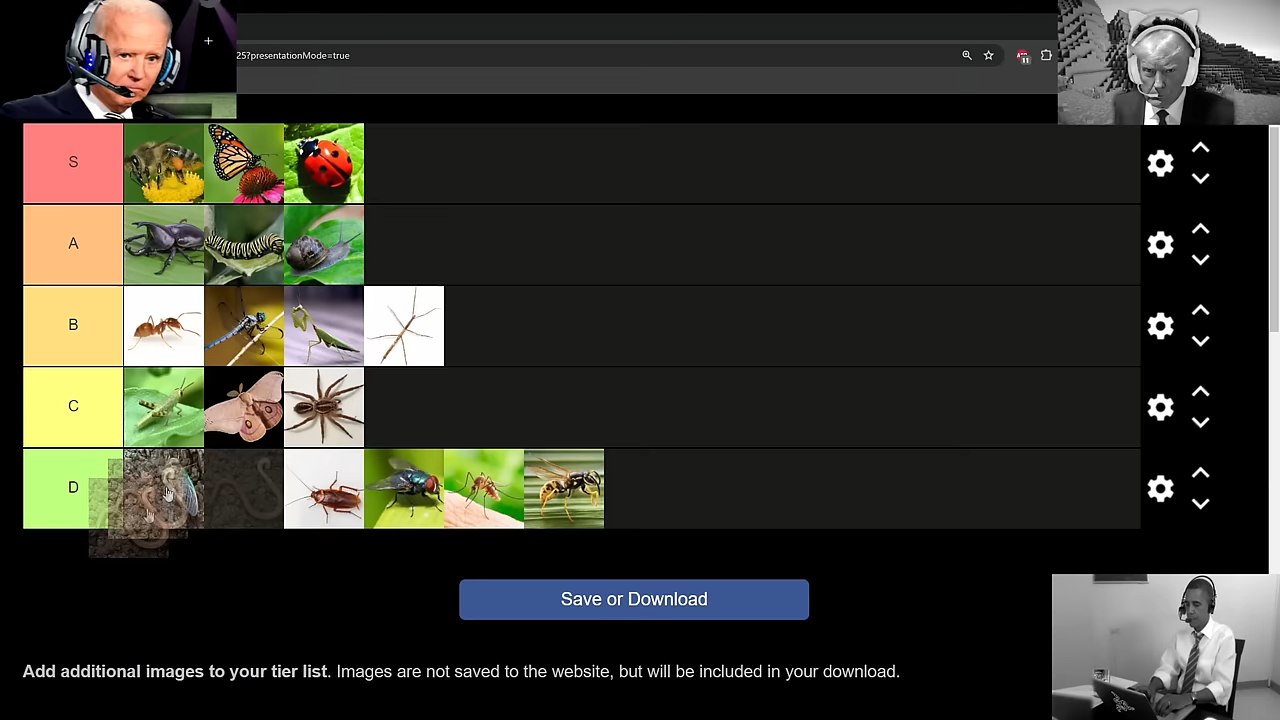 25?presentationMode=true
11
S
A
B
C
D
Save or Download
Add additional images to your tier list. Images are not saved to the website, but will be included in your download.